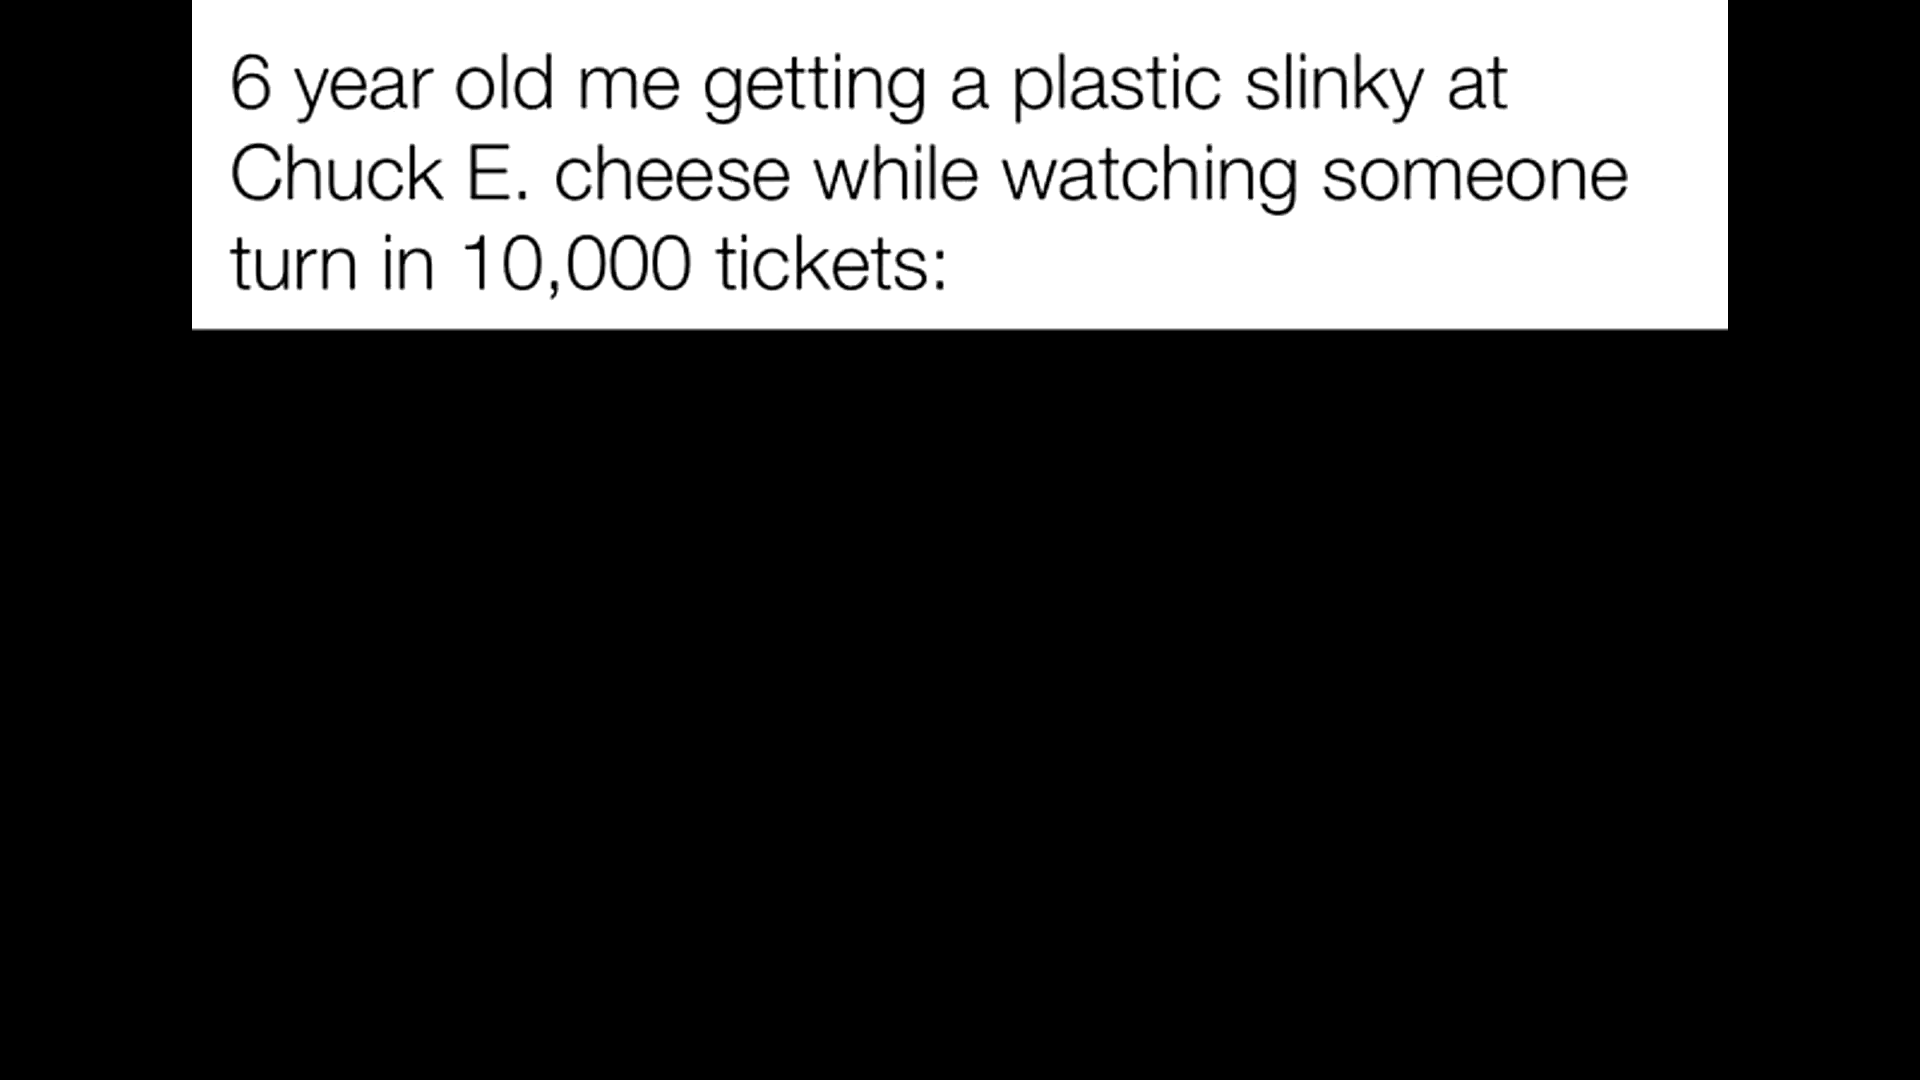 6 year old me getting a plastic slinky at
Chuck E. cheese while watching someone
turn in 10,000 tickets: